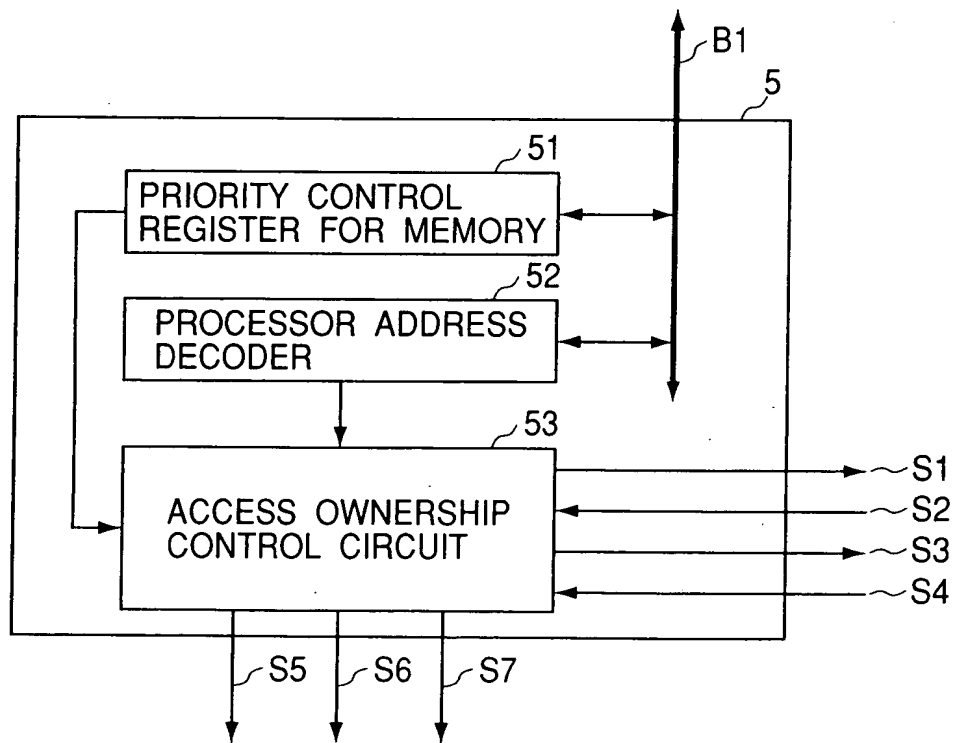 B1
5
51
PRIORITY CONTROL
REGISTER FOR MEMORY
52
PROCESSOR ADDRESS
DECODER
53
ACCESS OWNERSHIP
CONTROL CIRCUIT
S1
S2
S3
S4
S5
S6
S7